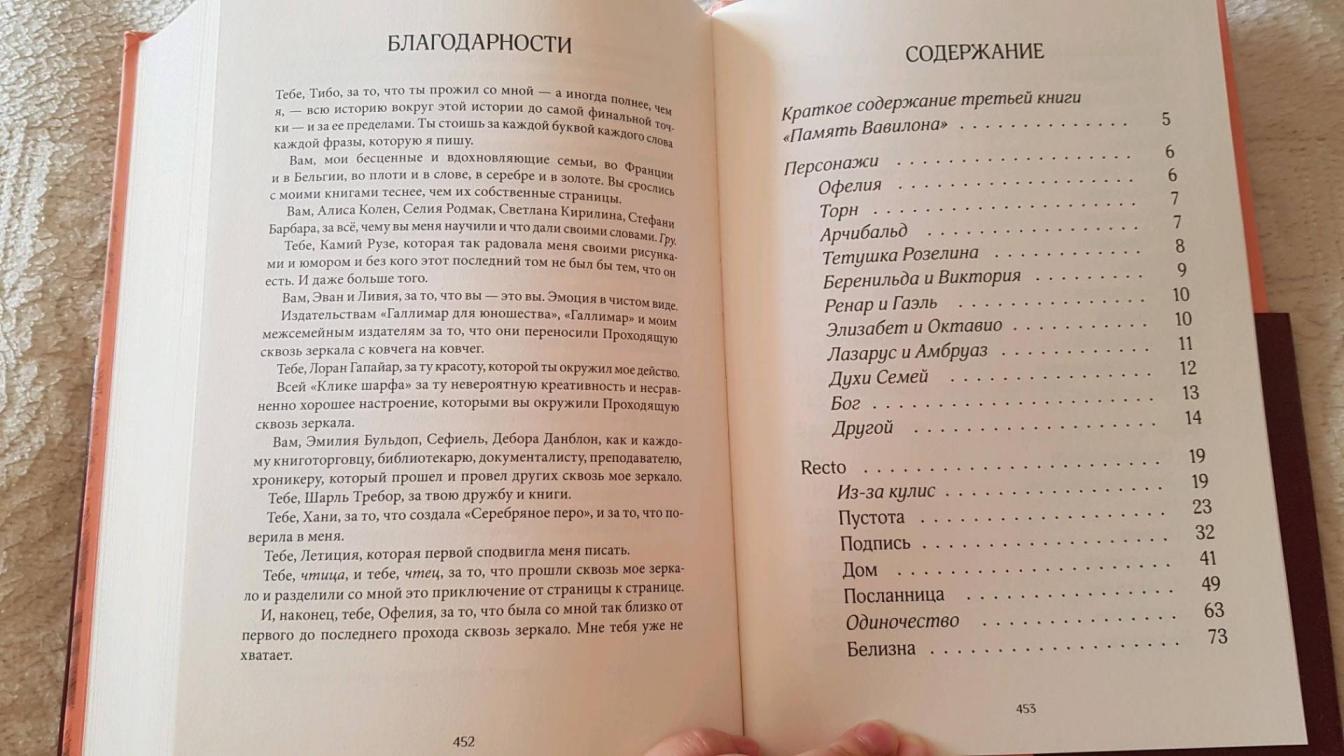 БЛАГОДАРНОСТИ
Тебе, Тибо, за то, что ты прожил со мной — а иногда полнее, чем
я, — всю историю вокруг этой истории до самой финальной точ-
ки — и за ее пределами. Ты стоишь за каждой буквой каждого слова
каждой фразы, которую я пишу.
Вам, мои бесценные и вдохновляющие семьи, во Франции
и в Бельгии, во плоти и в слове, в серебре и в золоте. Вы срослись
с моими книгами теснее, чем их собственные страницы.
Вам, Алиса Колен, Селия Родмак, Светлана Кирилина, Стефани
Барбара, за всё, чему вы меня научили и что дали своими словами. Гру.
Тебе, Камий Рузе, которая так радовала меня своими рисунка-
ми и юмором и без кого этот последний том не был бы тем, что он
есть. И даже больше того.
Вам, Эван и Ливия, за то, что вы — это вы. Эмоция в чистом виде.
Издательствам «Галлимар для юношества», «Галлимар» и моим
межсемейным издателям за то, что они переносили Проходящую
сквозь зеркала с ковчега на ковчег.
Тебе, Лоран Гапайар, за ту красоту, которой ты окружил мое действо.
Всей «Клике шарфа» за ту невероятную креативность и несрав-
ненно хорошее настроение, которыми вы окружили Проходящую
сквозь зеркала.
Вам, Эмилия Бульдоп, Сефиель, Дебора Данблон, как и каждо-
му книготорговцу, библиотекарю, документалисту, преподавателю,
хроникеру, который прошел и провел других сквозь мое зеркало.
Тебе, Шарль Требор, за твою дружбу и книги.
Тебе, Хани, за то, что создала «Серебряное перо», и за то, что по-
верила в меня.
Тебе, Летиция, которая первой сподвигла меня писать.
Тебе, чтица, и тебе, чтец, за то, что прошли сквозь мое зерка-
ло и разделили со мной это приключение от страницы к странице.
И, наконец, тебе, Офелия, за то, что была со мной так близко от
первого до последнего прохода сквозь зеркало. Мне тебя уже не
хватает.
452
СОДЕРЖАНИЕ
Краткое содержание третьей книги
«Память Вавилона» . . . . . . . . . . . . . 5
Персонажи . . . . . . . . . . . . . . . . . . 6
Офелия . . . . . . . . . . . . . . . . . . 6
Торн . . . . . . . . . . . . . . . . . . . . 7
Арчибальд . . . . . . . . . . . . . . . . 7
Тетушка Розелина . . . . . . . . . . . 8
Беренильда и Виктория . . . . . . . . 9
Ренар и Гаэль . . . . . . . . . . . . . . 10
Элизабет и Октавио . . . . . . . . . . 10
Лазарус и Амбруаз . . . . . . . . . . . 11
Духи Семей . . . . . . . . . . . . . . . 12
Бог . . . . . . . . . . . . . . . . . . . . 13
Другой . . . . . . . . . . . . . . . . . . 14
Recto . . . . . . . . . . . . . . . . . . . . . 19
Из-за кулис . . . . . . . . . . . . . . . . 19
Пустота . . . . . . . . . . . . . . . . . . 23
Подпись . . . . . . . . . . . . . . . . . . 32
Дом . . . . . . . . . . . . . . . . . . . . 41
Посланница . . . . . . . . . . . . . . . 49
Одиночество . . . . . . . . . . . . . . 63
Белизна . . . . . . . . . . . . . . . . . . 73
453